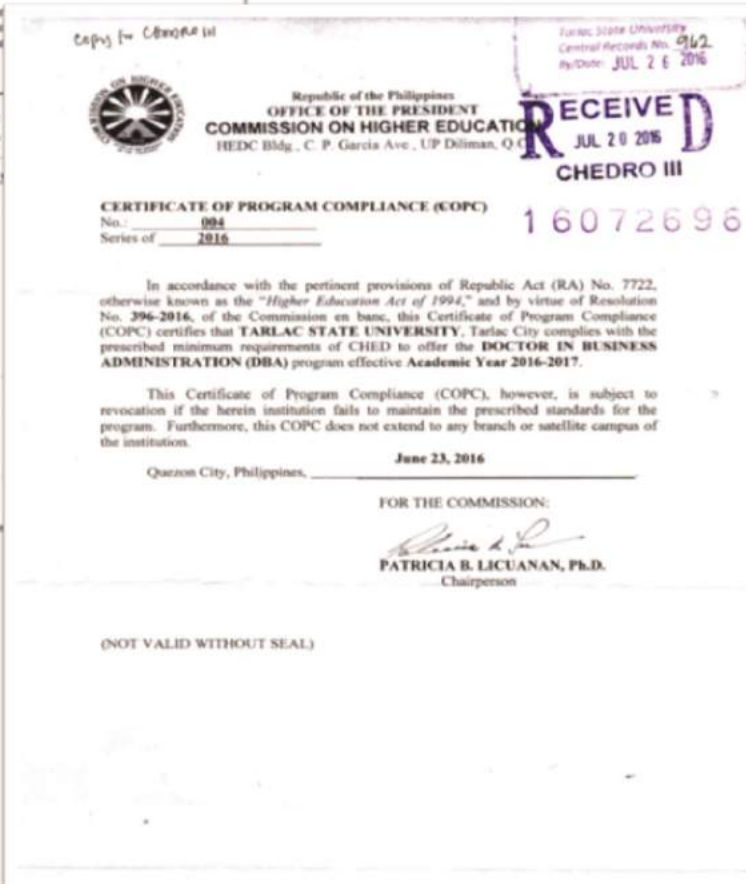 Copy for CHEDRO III
Tarlac State University
Central Records No. 962
By/Date: JUL 26 2016
Republic of the Philippines
OFFICE OF THE PRESIDENT
COMMISSION ON HIGHER EDUCATION
HEDC Bldg., C. P. Garcia Ave., UP Diliman, Q.C.
RECEIVED
JUL 20 2016
CHEDRO III
16072696
CERTIFICATE OF PROGRAM COMPLIANCE (COPC)
No.: 004
Series of 2016
In accordance with the pertinent provisions of Republic Act (RA) No. 7722,
otherwise known as the "Higher Education Act of 1994," and by virtue of Resolution
No. 396-2016, of the Commission en banc, this Certificate of Program Compliance
(COPC) certifies that TARLAC STATE UNIVERSITY, Tarlac City complies with the
prescribed minimum requirements of CHED to offer the DOCTOR IN BUSINESS
ADMINISTRATION (DBA) program effective Academic Year 2016-2017.
This Certificate of Program Compliance (COPC), however, is subject to
revocation if the herein institution fails to maintain the prescribed standards for the
program. Furthermore, this COPC does not extend to any branch or satellite campus of
the institution.
June 23, 2016
Quezon City, Philippines,
FOR THE COMMISSION:
PATRICIA B. LICUANAN, Ph.D.
Chairperson
(NOT VALID WITHOUT SEAL)